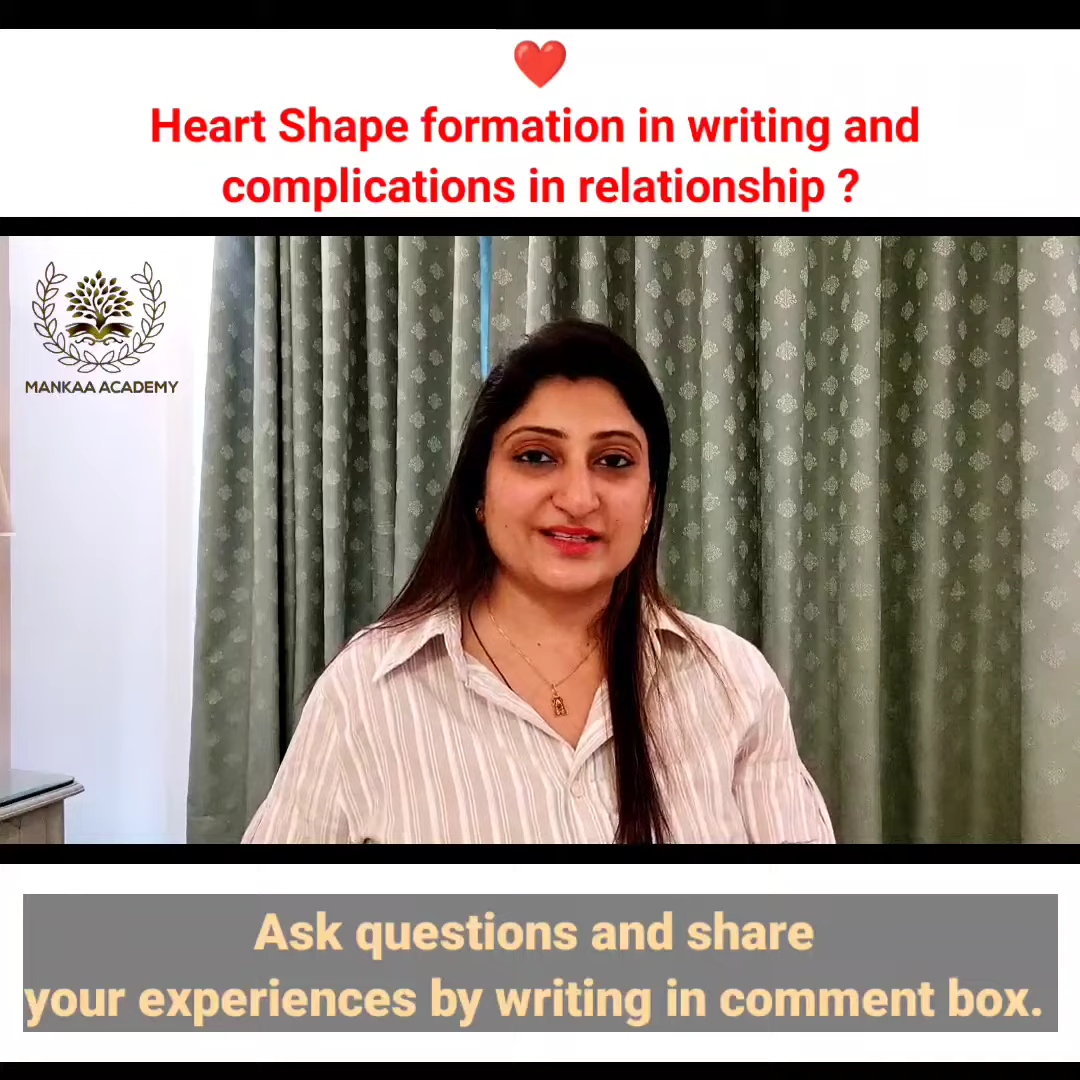 ❤️
Heart Shape formation in writing and
complications in relationship ?
MANKAA ACADEMY
Ask questions and share
your experiences by writing in comment box.